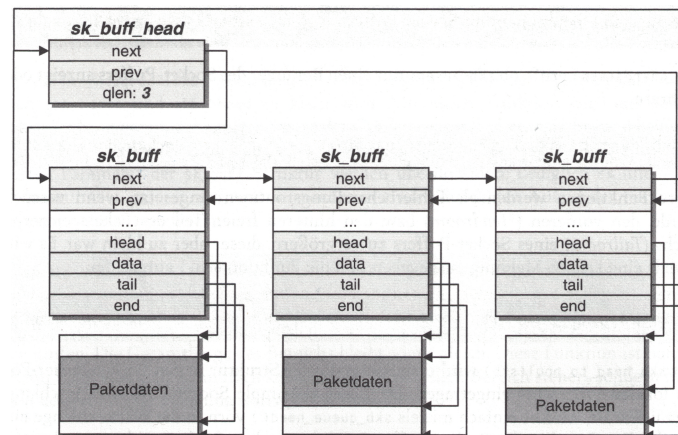 sk_buff_head
next
prev
qlen: 3
sk_buff
next
prev
...
head
data
tail
end
Paketdaten
sk_buff
next
prev
...
head
data
tail
end
Paketdaten
sk_buff
next
prev
...
head
data
tail
end
Paketdaten